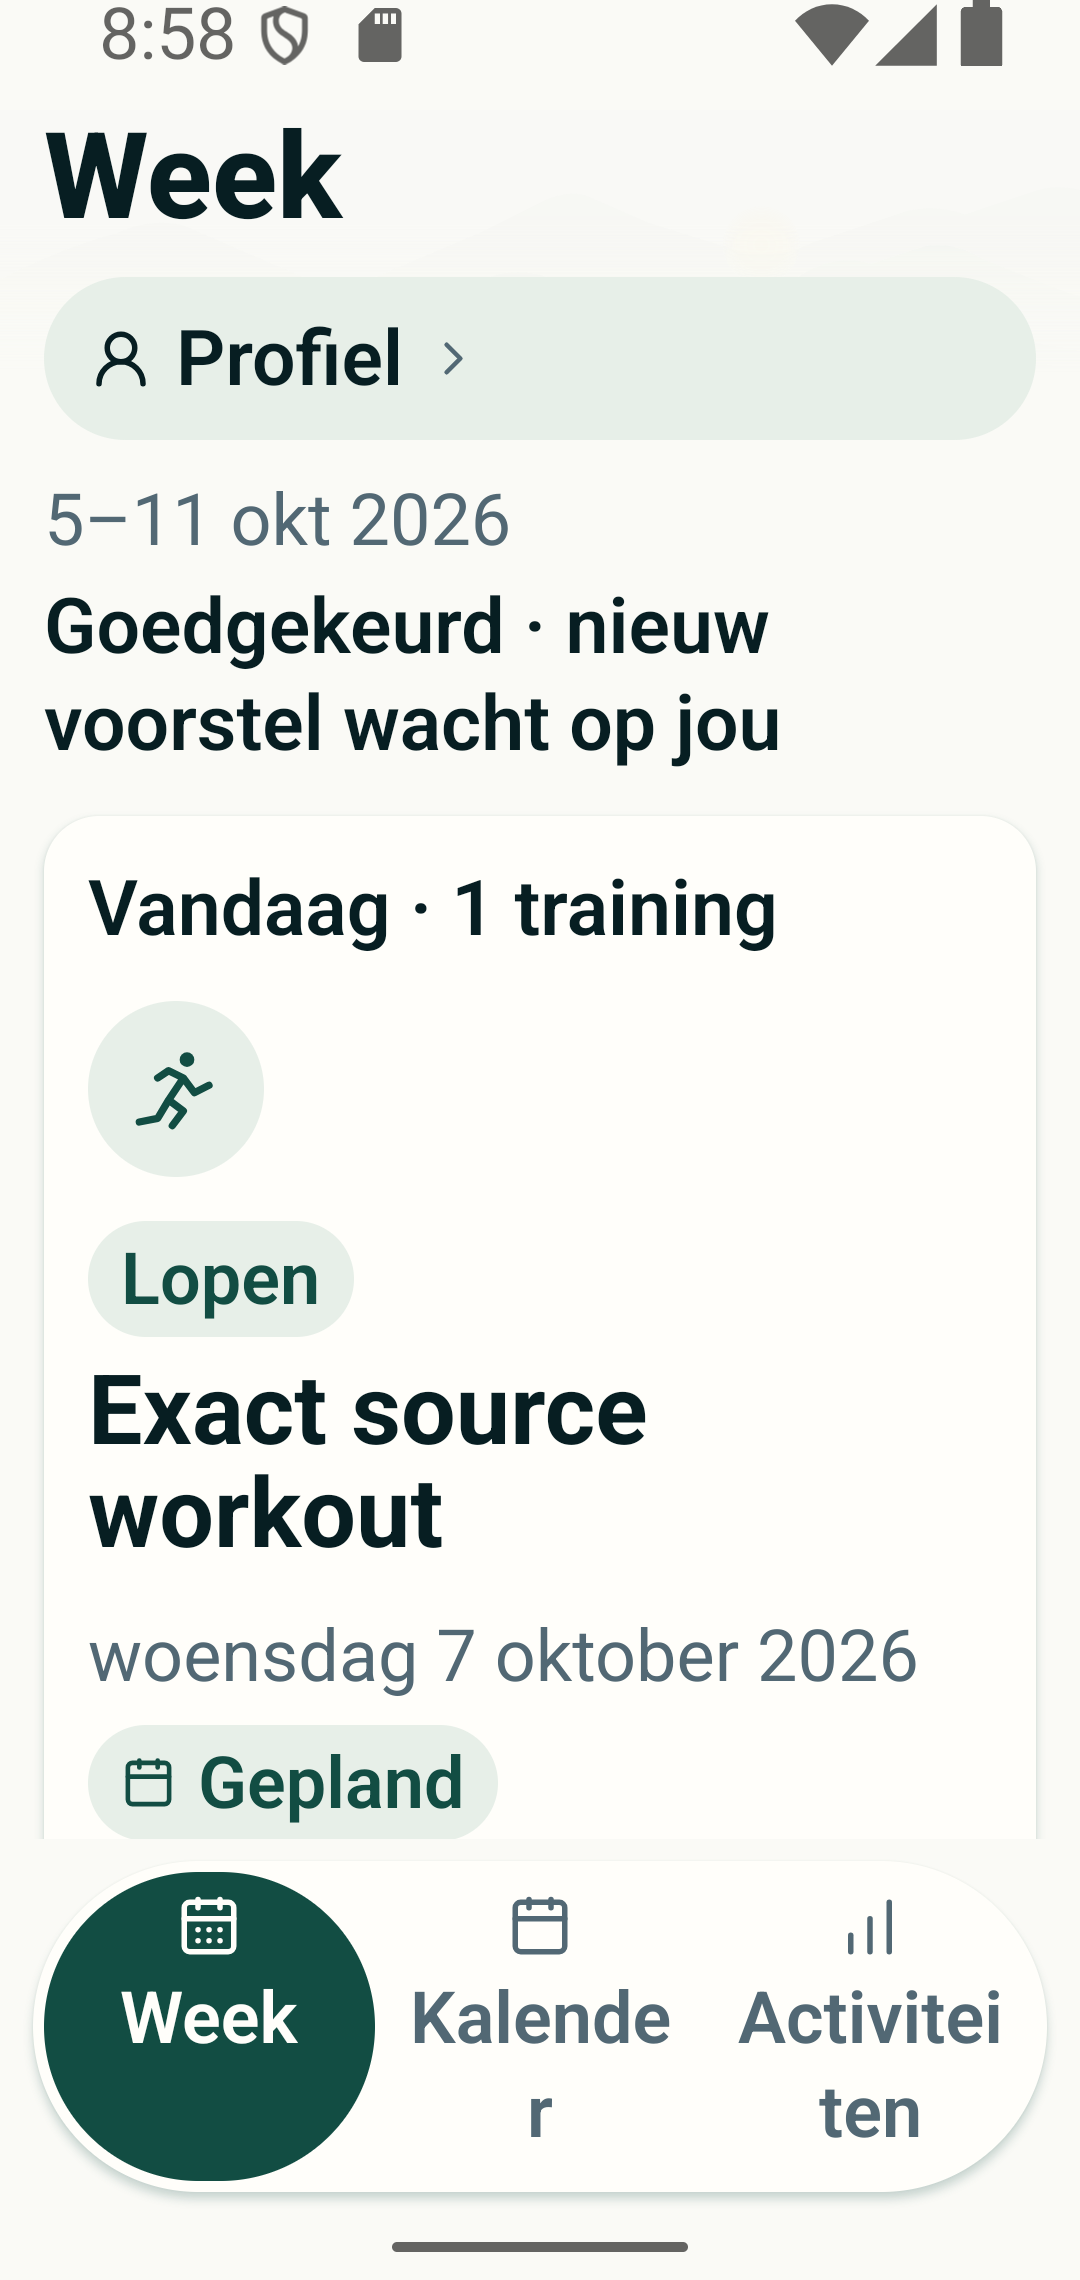 8:58
Week
Profiel
5–11 okt 2026
Goedgekeurd · nieuw
voorstel wacht op jou
Vandaag · 1 training
Lopen
Exact source
workout
woensdag 7 oktober 2026
Gepland
Week
Kalende
r
Activitei
ten